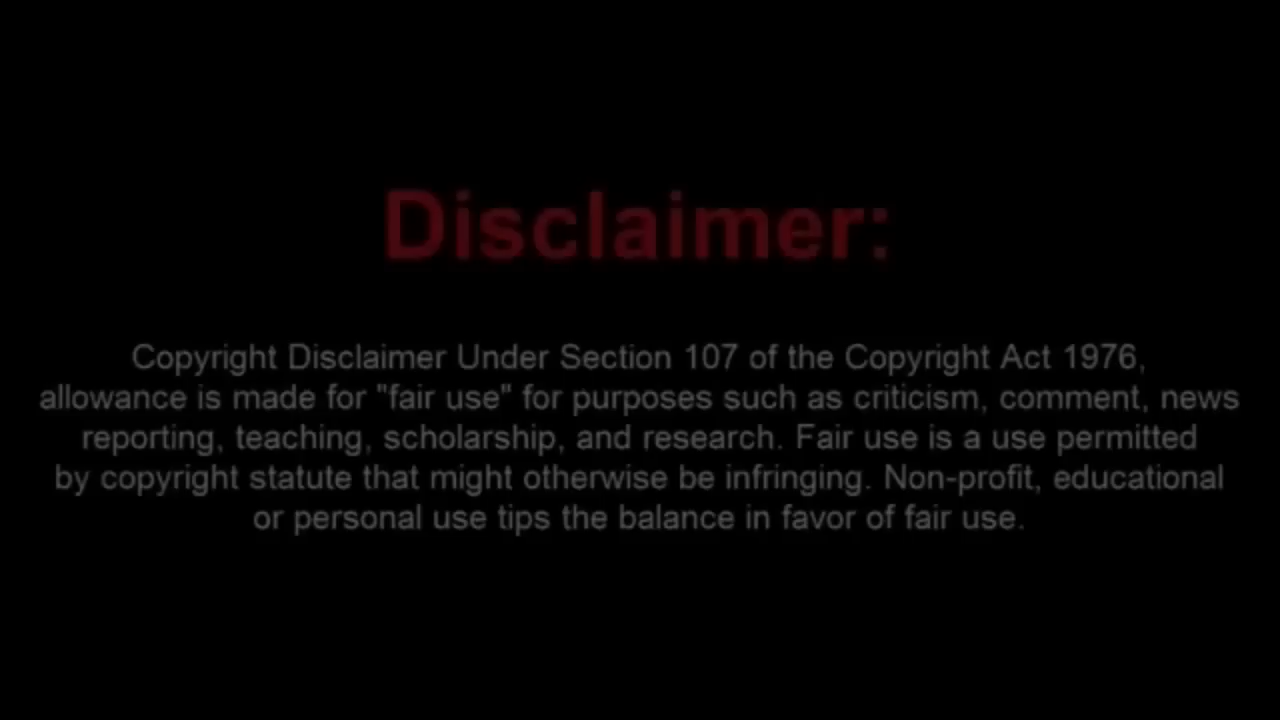 Disclaimer:
Copyright Disclaimer Under Section 107 of the Copyright Act 1976,
allowance is made for "fair use" for purposes such as criticism, comment, news
reporting, teaching, scholarship, and research. Fair use is a use permitted
by copyright statute that might otherwise be infringing. Non-profit, educational
or personal use tips the balance in favor of fair use.